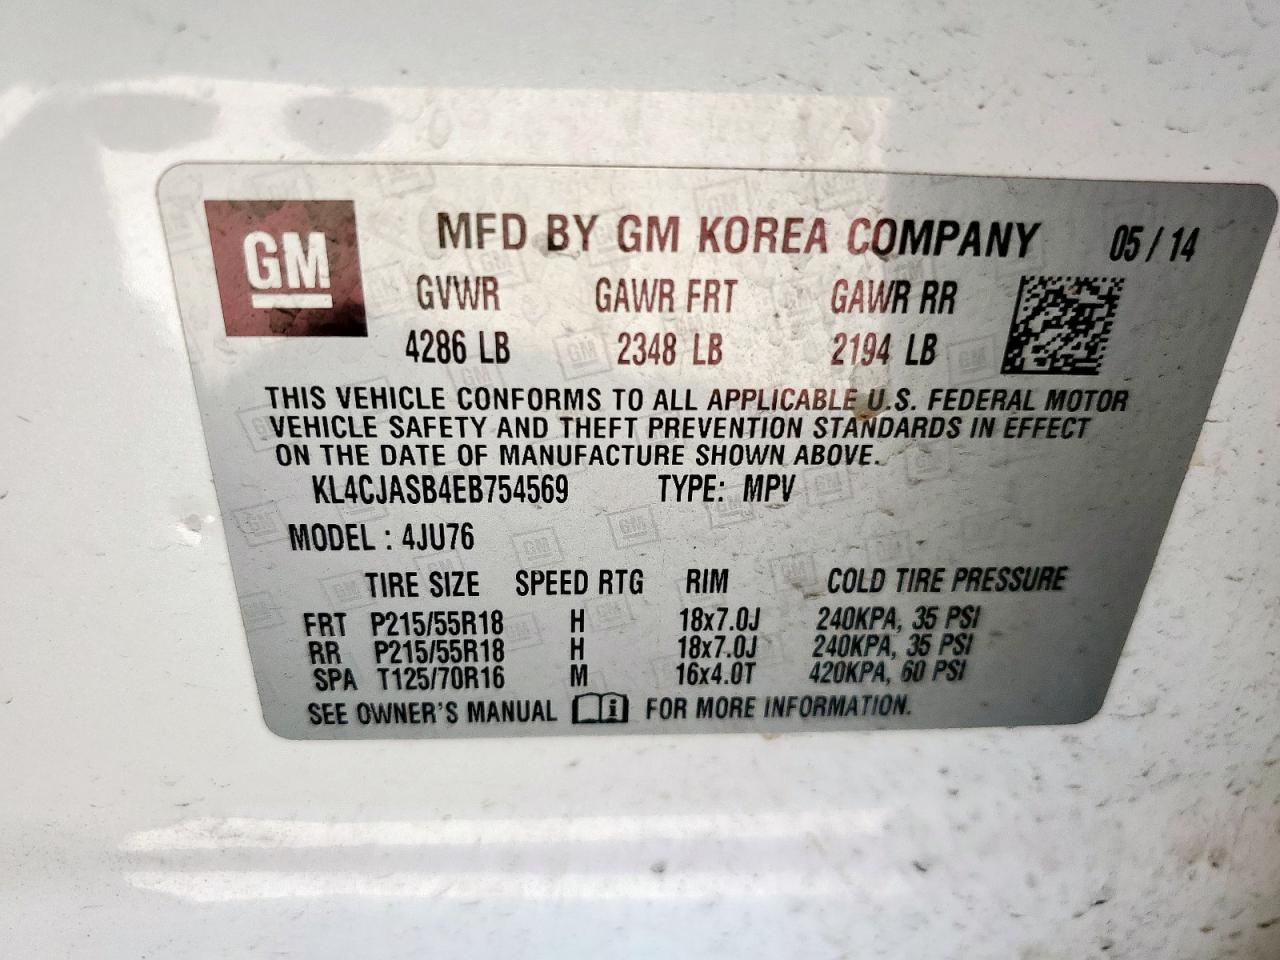 GM
MFD BY GM KOREA COMPANY 05 / 14
GVWR GAWR FRT GAWR RR
4286 LB 2348 LB 2194 LB
THIS VEHICLE CONFORMS TO ALL APPLICABLE U.S. FEDERAL MOTOR
VEHICLE SAFETY AND THEFT PREVENTION STANDARDS IN EFFECT
ON THE DATE OF MANUFACTURE SHOWN ABOVE.
KL4CJASB4EB754569 TYPE: MPV
MODEL : 4JU76
TIRE SIZE SPEED RTG RIM COLD TIRE PRESSURE
FRT P215/55R18 H 18x7.0J 240KPA, 35 PSI
RR P215/55R18 H 18x7.0J 240KPA, 35 PSI
SPA T125/70R16 M 16x4.0T 420KPA, 60 PSI
SEE OWNER'S MANUAL i FOR MORE INFORMATION.